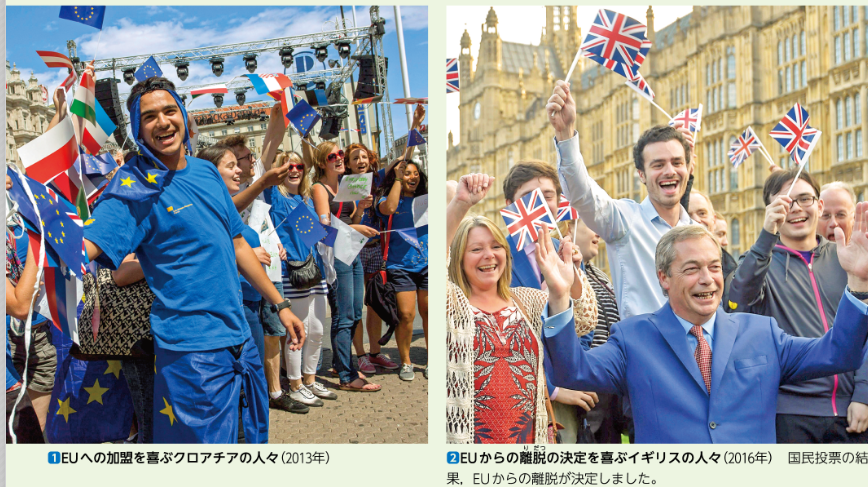 1EUへの加盟を喜ぶクロアチアの人々(2013年)
2EUからの離脱の決定を喜ぶイギリスの人々(2016年) 国民投票の結
果,EUからの離脱が決定しました。